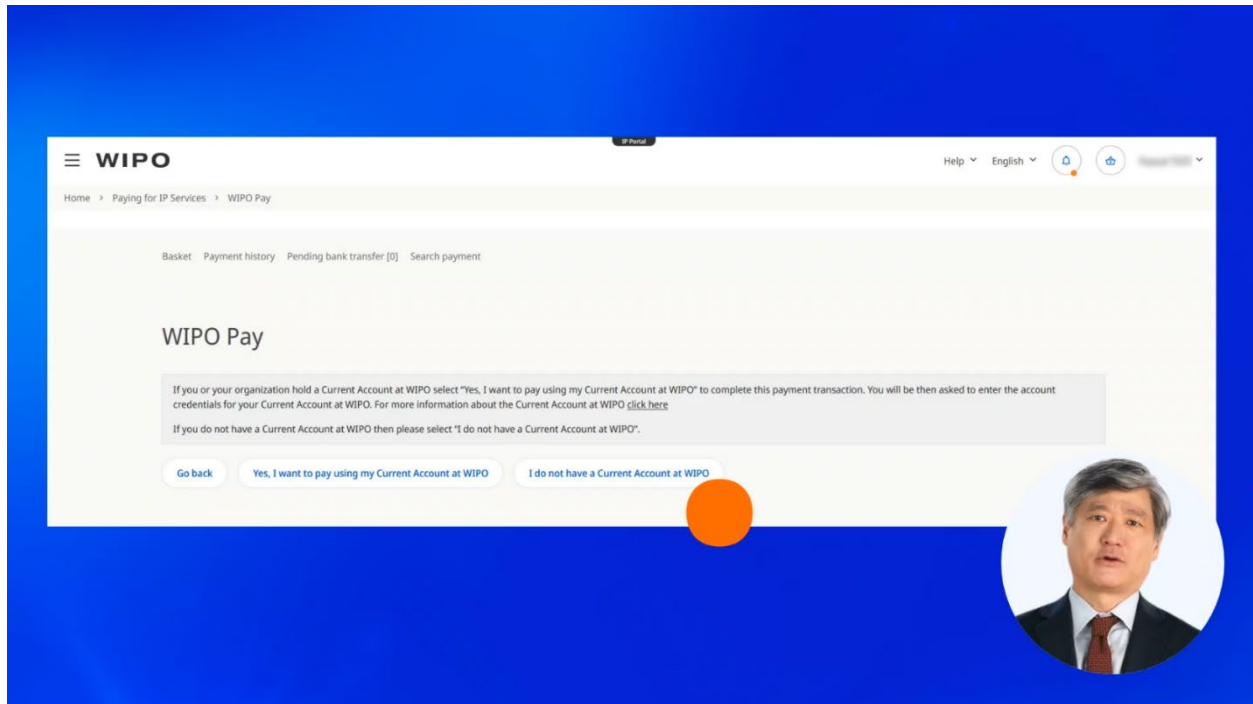 IP Portal
WIPO
Help English
Home > Paying for IP Services > WIPO Pay
Basket Payment history Pending bank transfer [0] Search payment
WIPO Pay
If you or your organization hold a Current Account at WIPO select "Yes, I want to pay using my Current Account at WIPO" to complete this payment transaction. You will be then asked to enter the account
credentials for your Current Account at WIPO. For more information about the Current Account at WIPO click here
If you do not have a Current Account at WIPO then please select "I do not have a Current Account at WIPO".
Go back Yes, I want to pay using my Current Account at WIPO I do not have a Current Account at WIPO